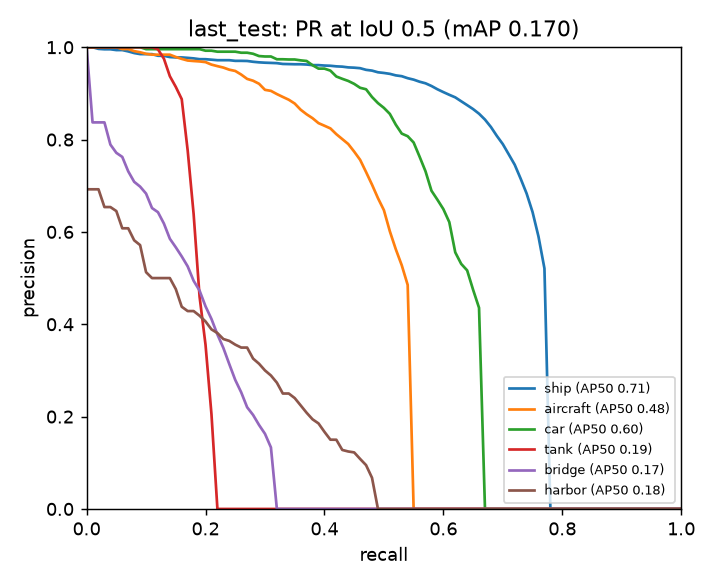 last_test: PR at IoU 0.5 (mAP 0.170)
precision
1.0
0.8
0.6
0.4
0.2
0.0
ship (AP50 0.71)
aircraft (AP50 0.48)
car (AP50 0.60)
tank (AP50 0.19)
bridge (AP50 0.17)
harbor (AP50 0.18)
0.0 0.2 0.4 0.6 0.8 1.0
recall